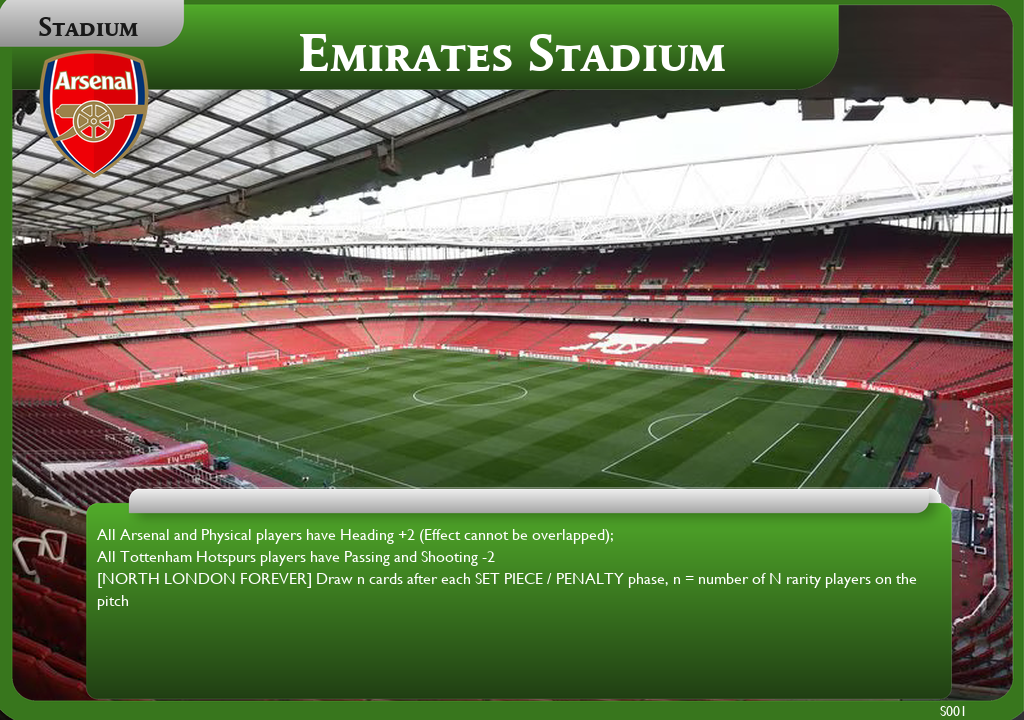 Stadium
Emirates Stadium
Arsenal
Fly Emirates
All Arsenal and Physical players have Heading +2 (Effect cannot be overlapped);
All Tottenham Hotspurs players have Passing and Shooting -2
[NORTH LONDON FOREVER] Draw n cards after each SET PIECE / PENALTY phase, n = number of N rarity players on the
pitch
S001